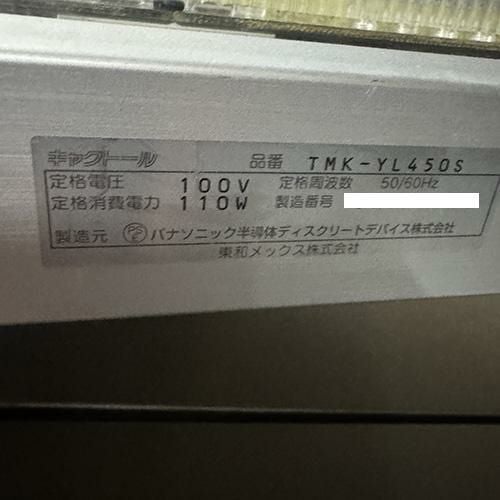 キャクトール 品番 TMK-YL450S
定格電圧 100V 定格周波数 50/60Hz
定格消費電力 110W 製造番号
製造元 PSE パナソニック半導体ディスクリートデバイス株式会社
東和メックス株式会社